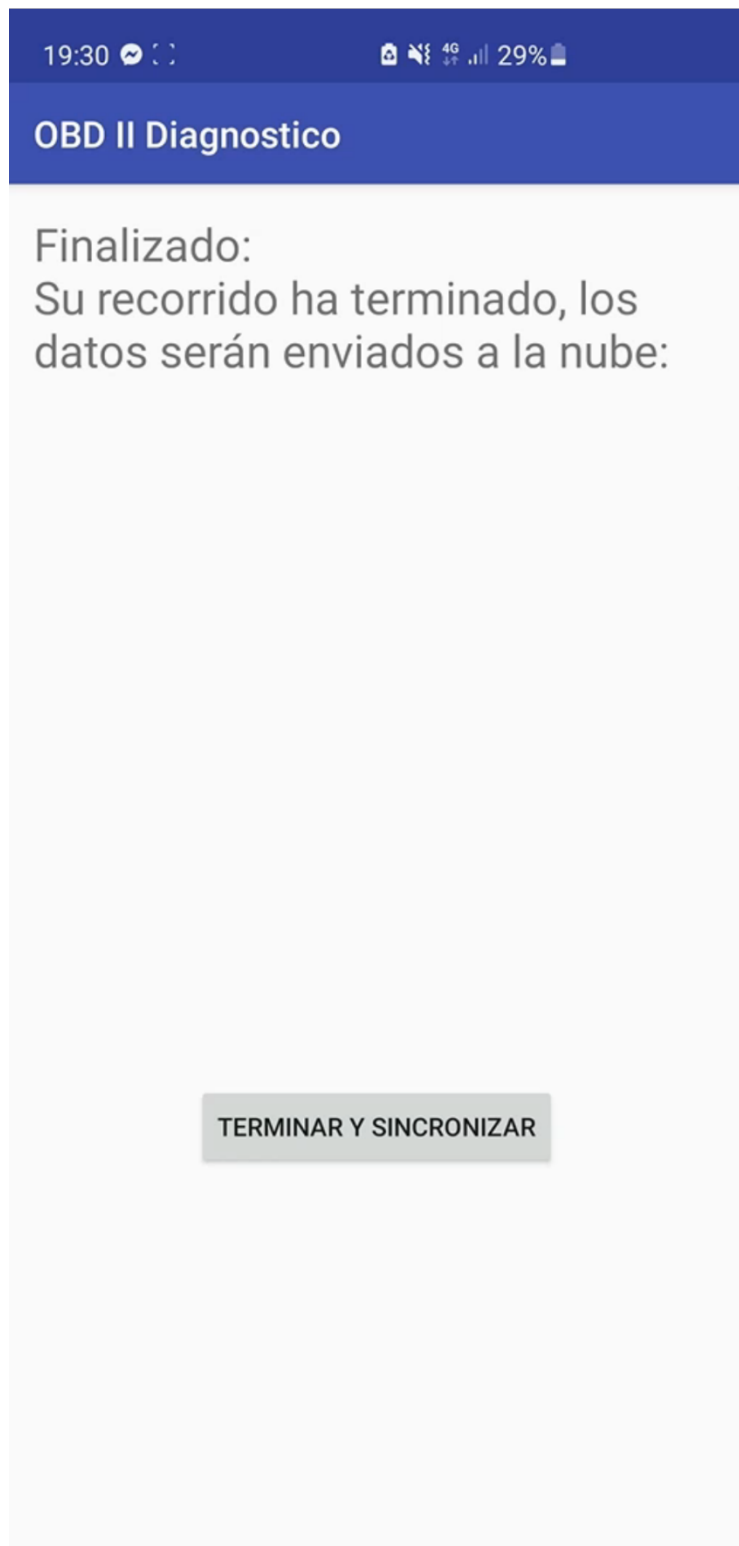 19:30 4G 29%
OBD II Diagnostico
Finalizado:
Su recorrido ha terminado, los
datos serán enviados a la nube:
TERMINAR Y SINCRONIZAR